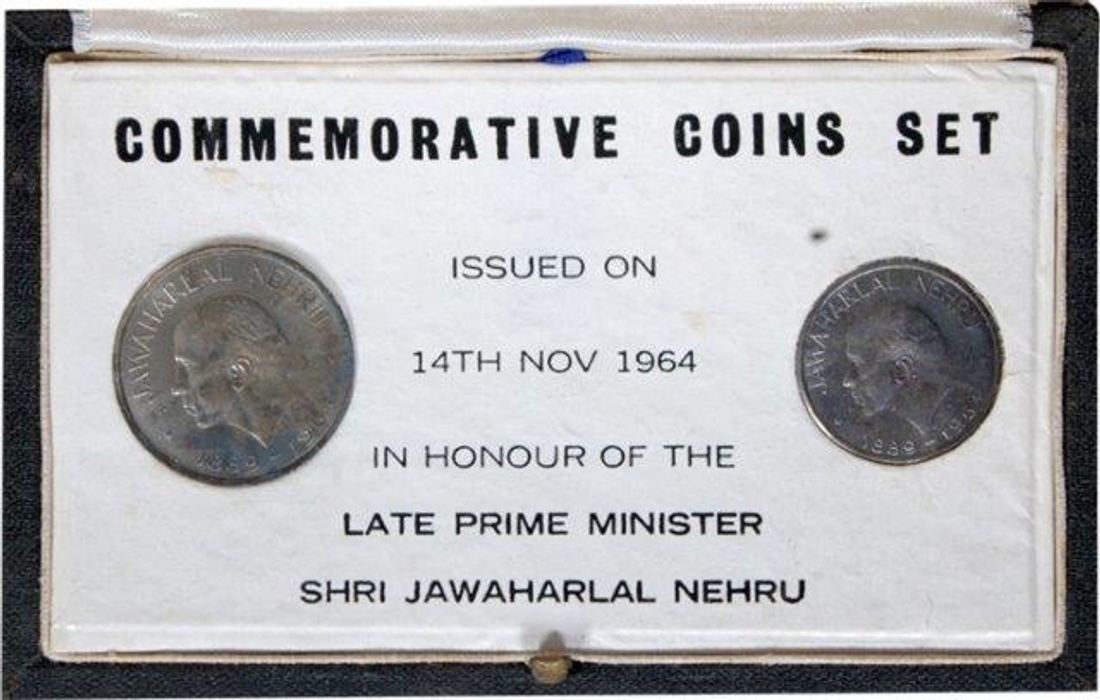 COMMEMORATIVE COINS SET
ISSUED ON
14TH NOV 1964
IN HONOUR OF THE
LATE PRIME MINISTER
SHRI JAWAHARLAL NEHRU
JAWAHARLAL NEHRU
1889
JAWAHARLAL NEHRU
1889-1964